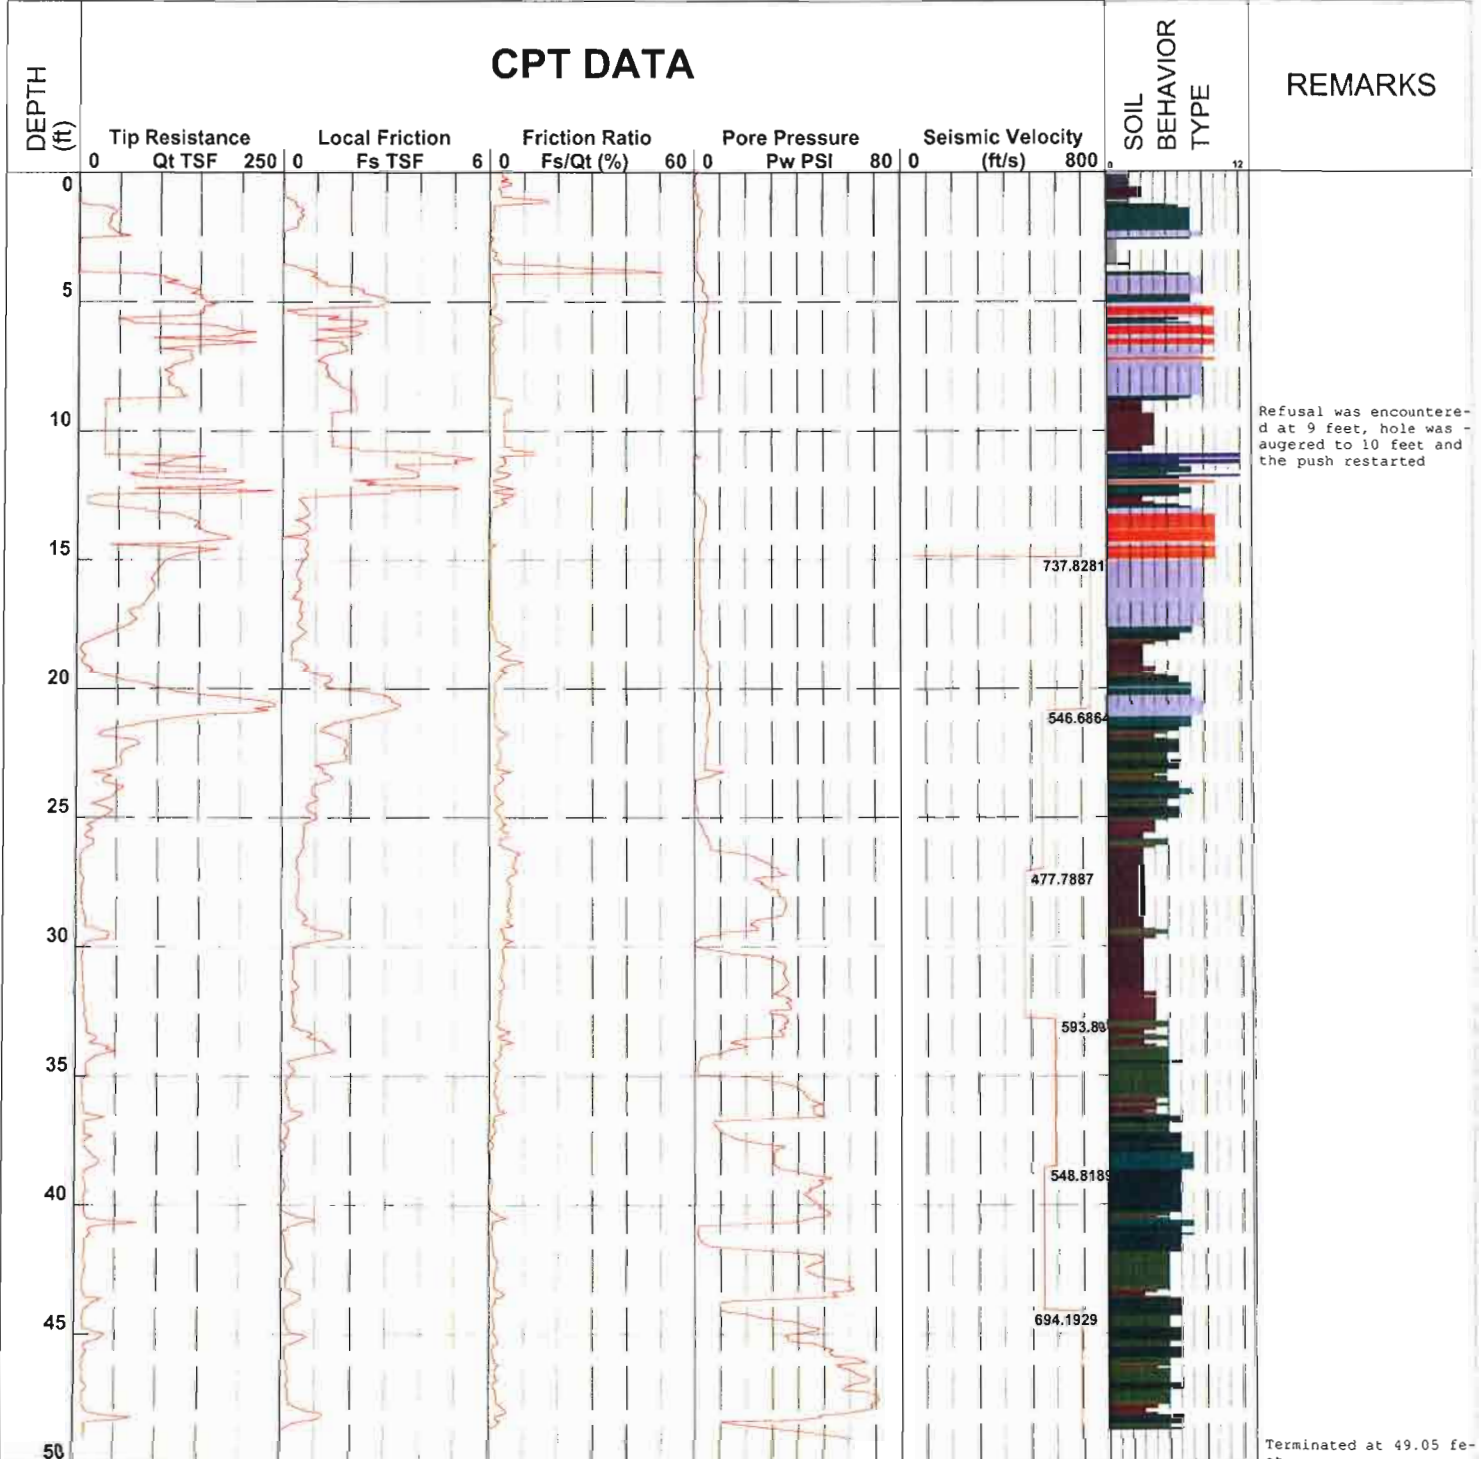 CPT DATA
DEPTH
(ft)
Tip Resistance
0 Qt TSF 250
Local Friction
0 Fs TSF 6
Friction Ratio
0 Fs/Qt (%) 60
Pore Pressure
0 Pw PSI 80
Seismic Velocity
0 (ft/s) 800
SOIL
BEHAVIOR
TYPE
0 12
REMARKS
0
5
10
15
20
25
30
35
40
45
50
737.8281
546.6864
477.7887
548.8189
694.1929
Refusal was encountere-
d at 9 feet, hole was -
augered to 10 feet and
the push restarted
Terminated at 49.05 fe-